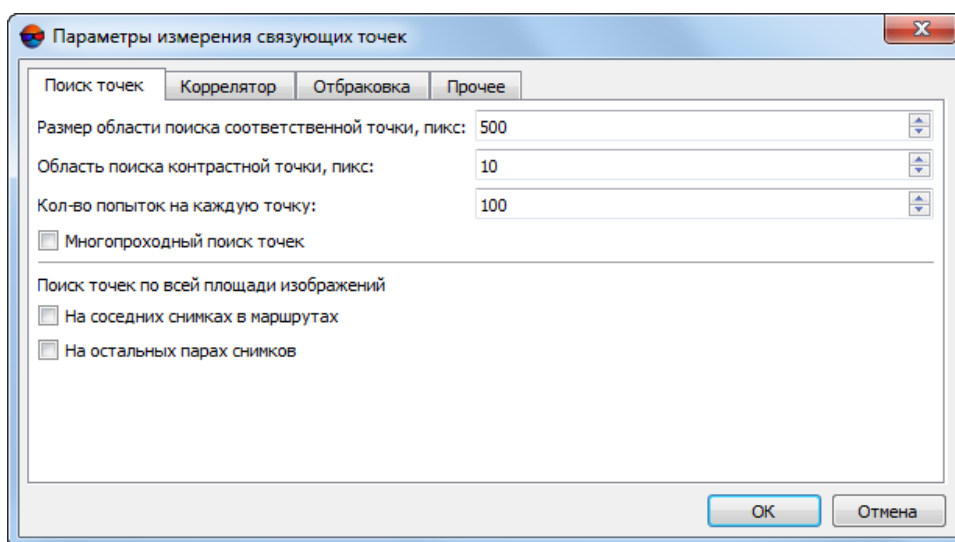 Параметры измерения связующих точек
Поиск точек Коррелятор Отбраковка Прочее
Размер области поиска соответственной точки, пикс: 500
Область поиска контрастной точки, пикс: 10
Кол-во попыток на каждую точку: 100
Многопроходный поиск точек
Поиск точек по всей площади изображений
На соседних снимках в маршрутах
На остальных парах снимков
OK Отмена